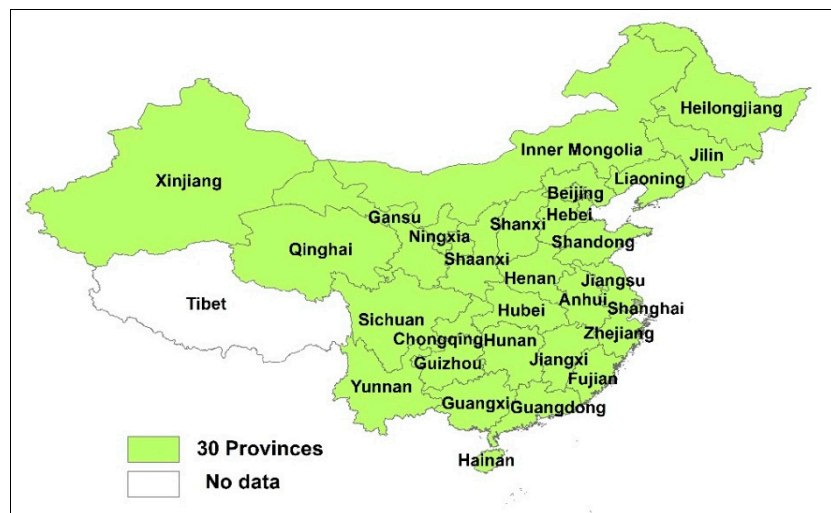 Heilongjiang
Inner Mongolia
Jilin
Xinjiang
Liaoning
Beijing
Gansu
Shanxi
Hebei
Ningxia
Shandong
Qinghai
Shaanxi
Henan
Jiangsu
Tibet
Anhui
Hubei
Shanghai
Sichuan
Zhejiang
Chongqing
Hunan
Guizhou
Jiangxi
Yunnan
Fujian
Guangxi
Guangdong
30 Provinces
Hainan
No data